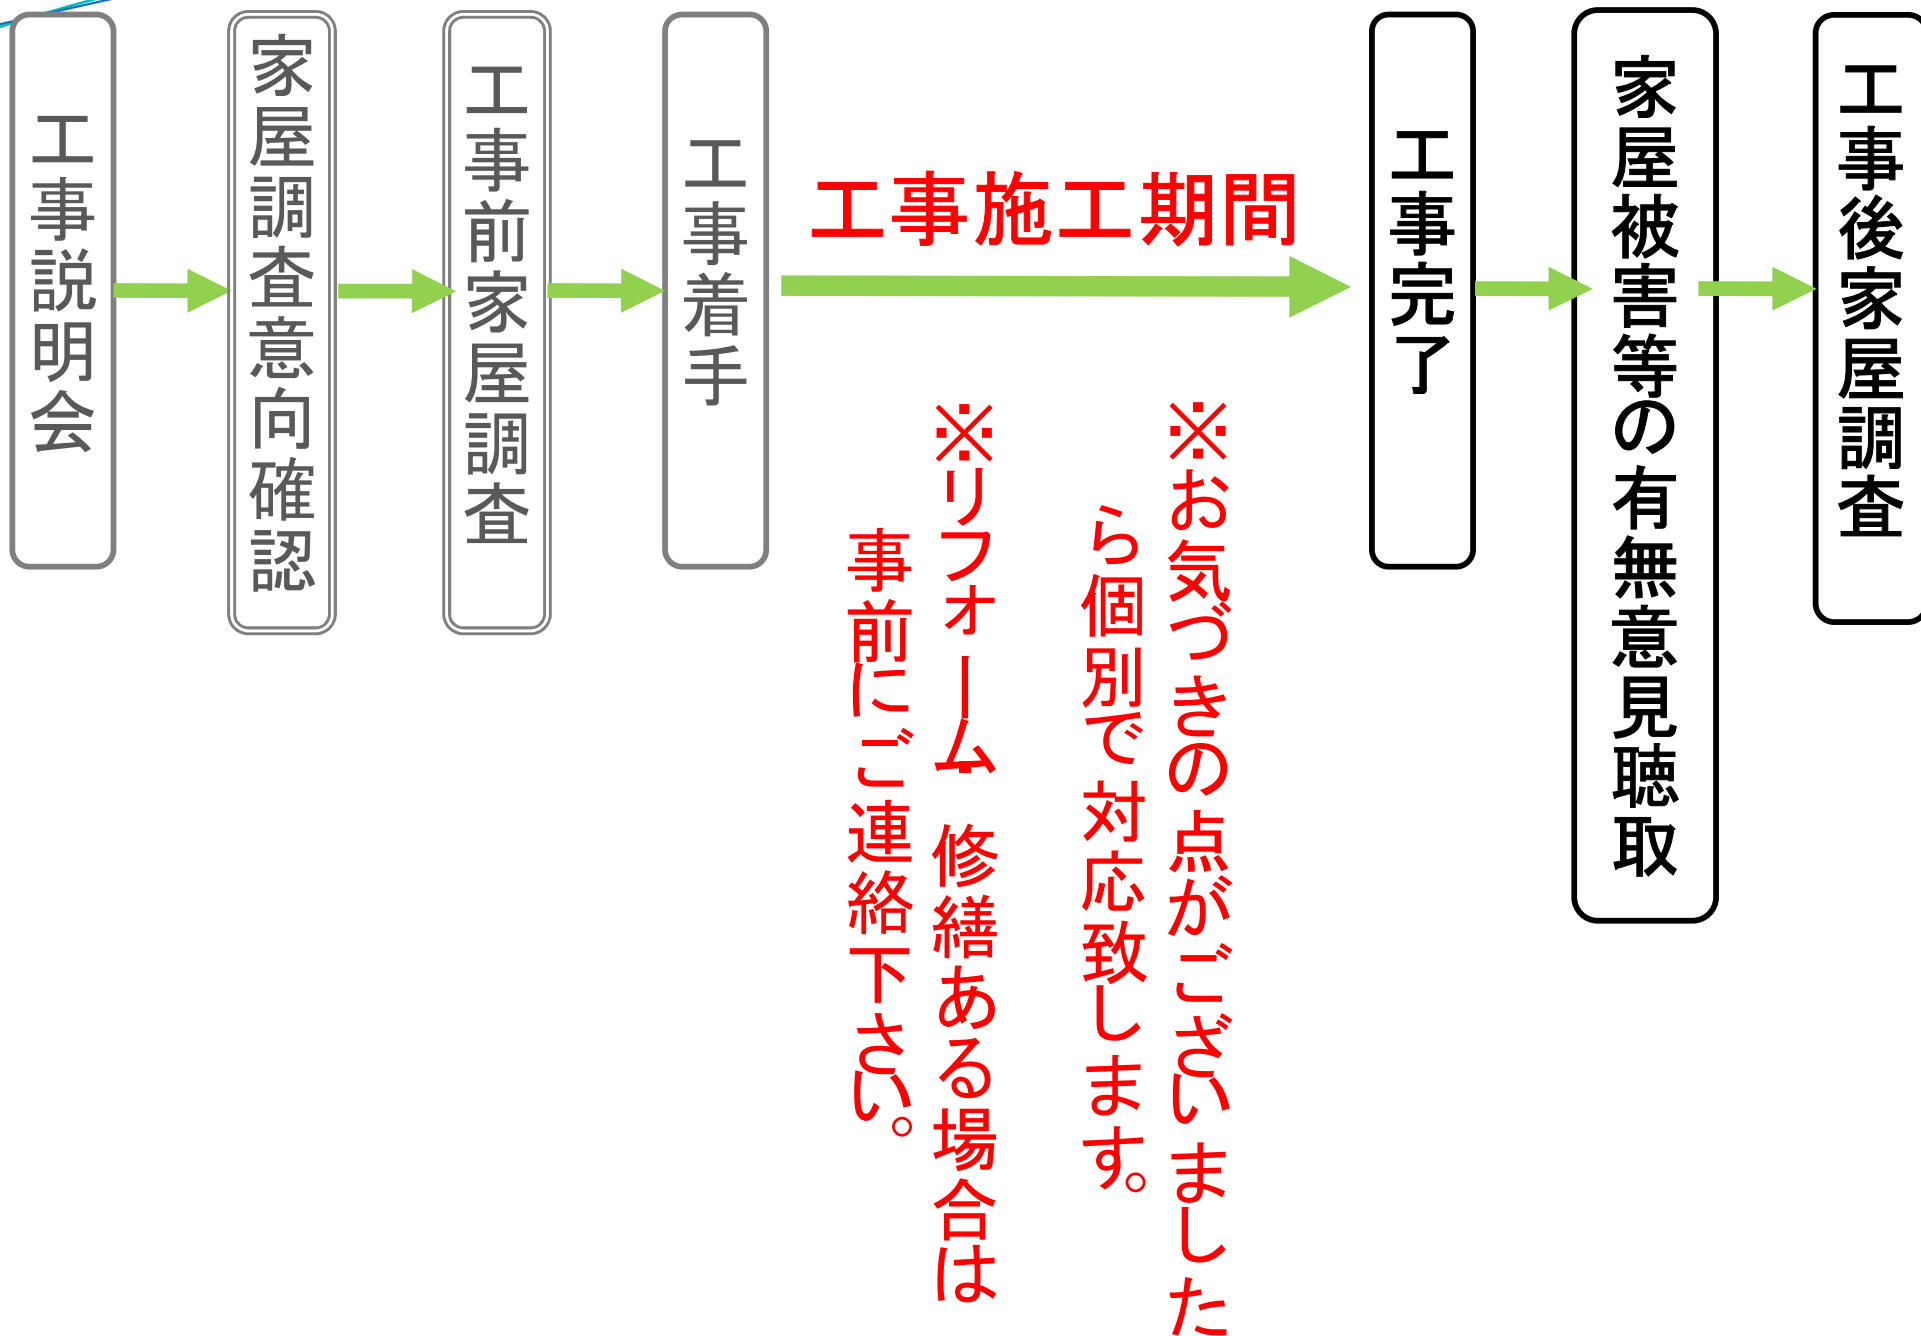 工事説明会
家屋調査意向確認
工事前家屋調査
工事着手
工事施工期間
※お気づきの点がございました
ら個別で対応致します。
※リフォーム・修繕ある場合は
事前にご連絡下さい。
工事完了
家屋被害等の有無意見聴取
工事後家屋調査